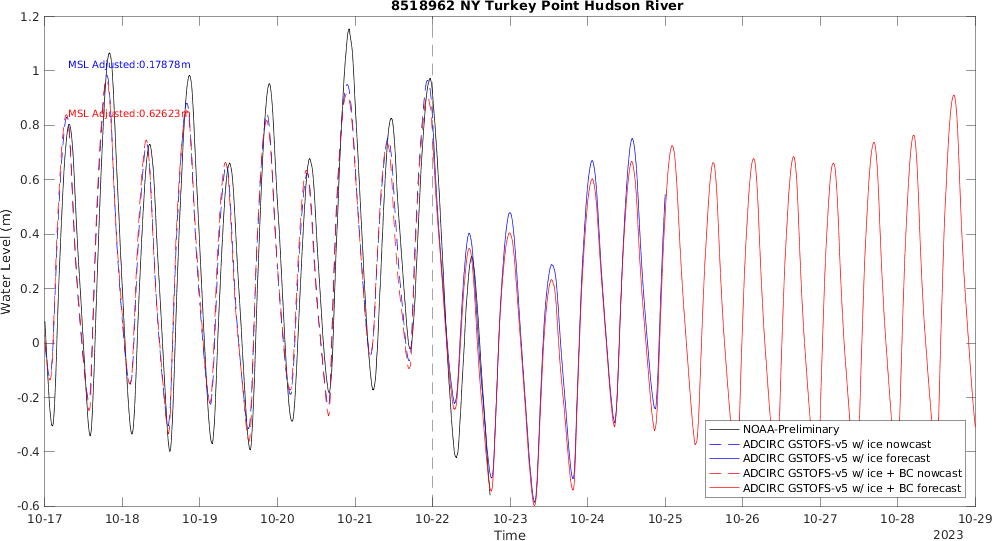 8518962 NY Turkey Point Hudson River
1.2
1
0.8
0.6
0.4
0.2
0
-0.2
-0.4
-0.6
Water Level (m)
MSL Adjusted:0.17878m
MSL Adjusted:0.62623m
NOAA-Preliminary
ADCIRC GSTOFS-v5 w/ ice nowcast
ADCIRC GSTOFS-v5 w/ ice forecast
ADCIRC GSTOFS-v5 w/ ice + BC nowcast
ADCIRC GSTOFS-v5 w/ ice + BC forecast
10-17 10-18 10-19 10-20 10-21 10-22 10-23 10-24 10-25 10-26 10-27 10-28 10-29
Time
2023